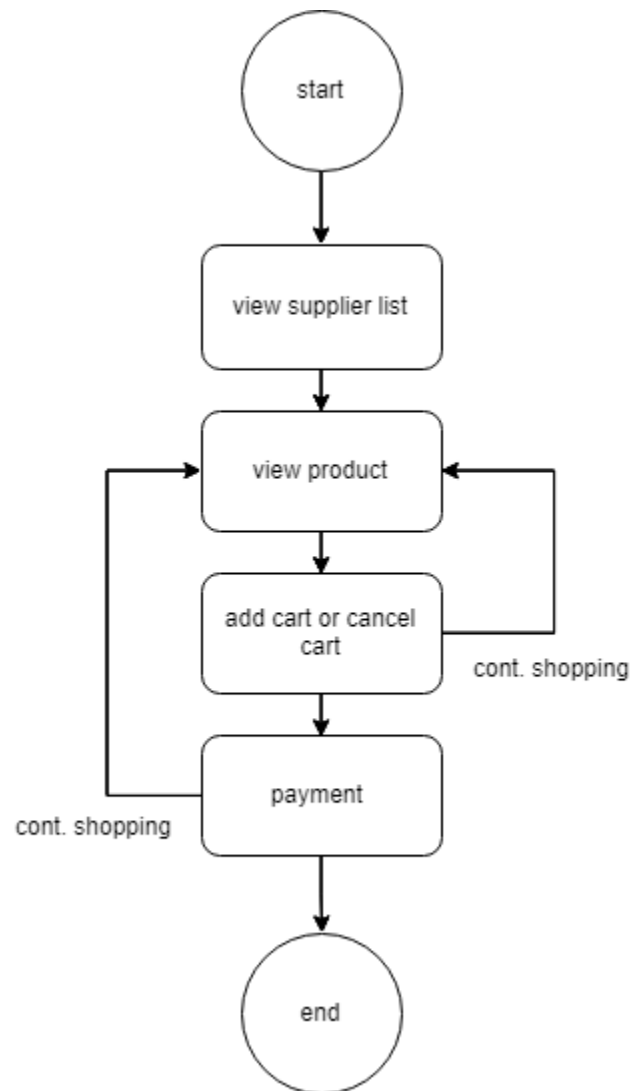 start
view supplier list
view product
add cart or cancel
cart
cont. shopping
payment
cont. shopping
end